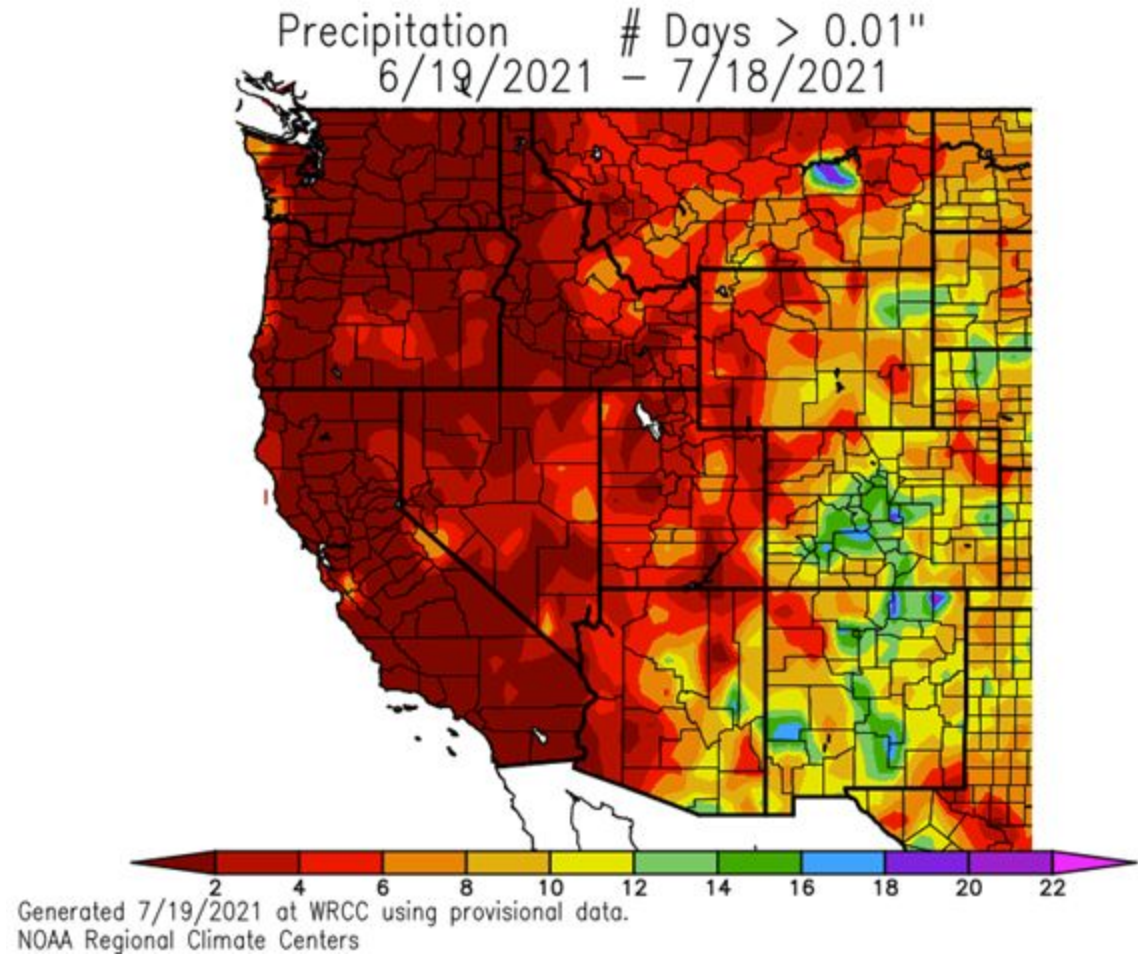 Precipitation # Days > 0.01"
6/19/2021 – 7/18/2021
2 4 6 8 10 12 14 16 18 20 22
Generated 7/19/2021 at WRCC using provisional data.
NOAA Regional Climate Centers